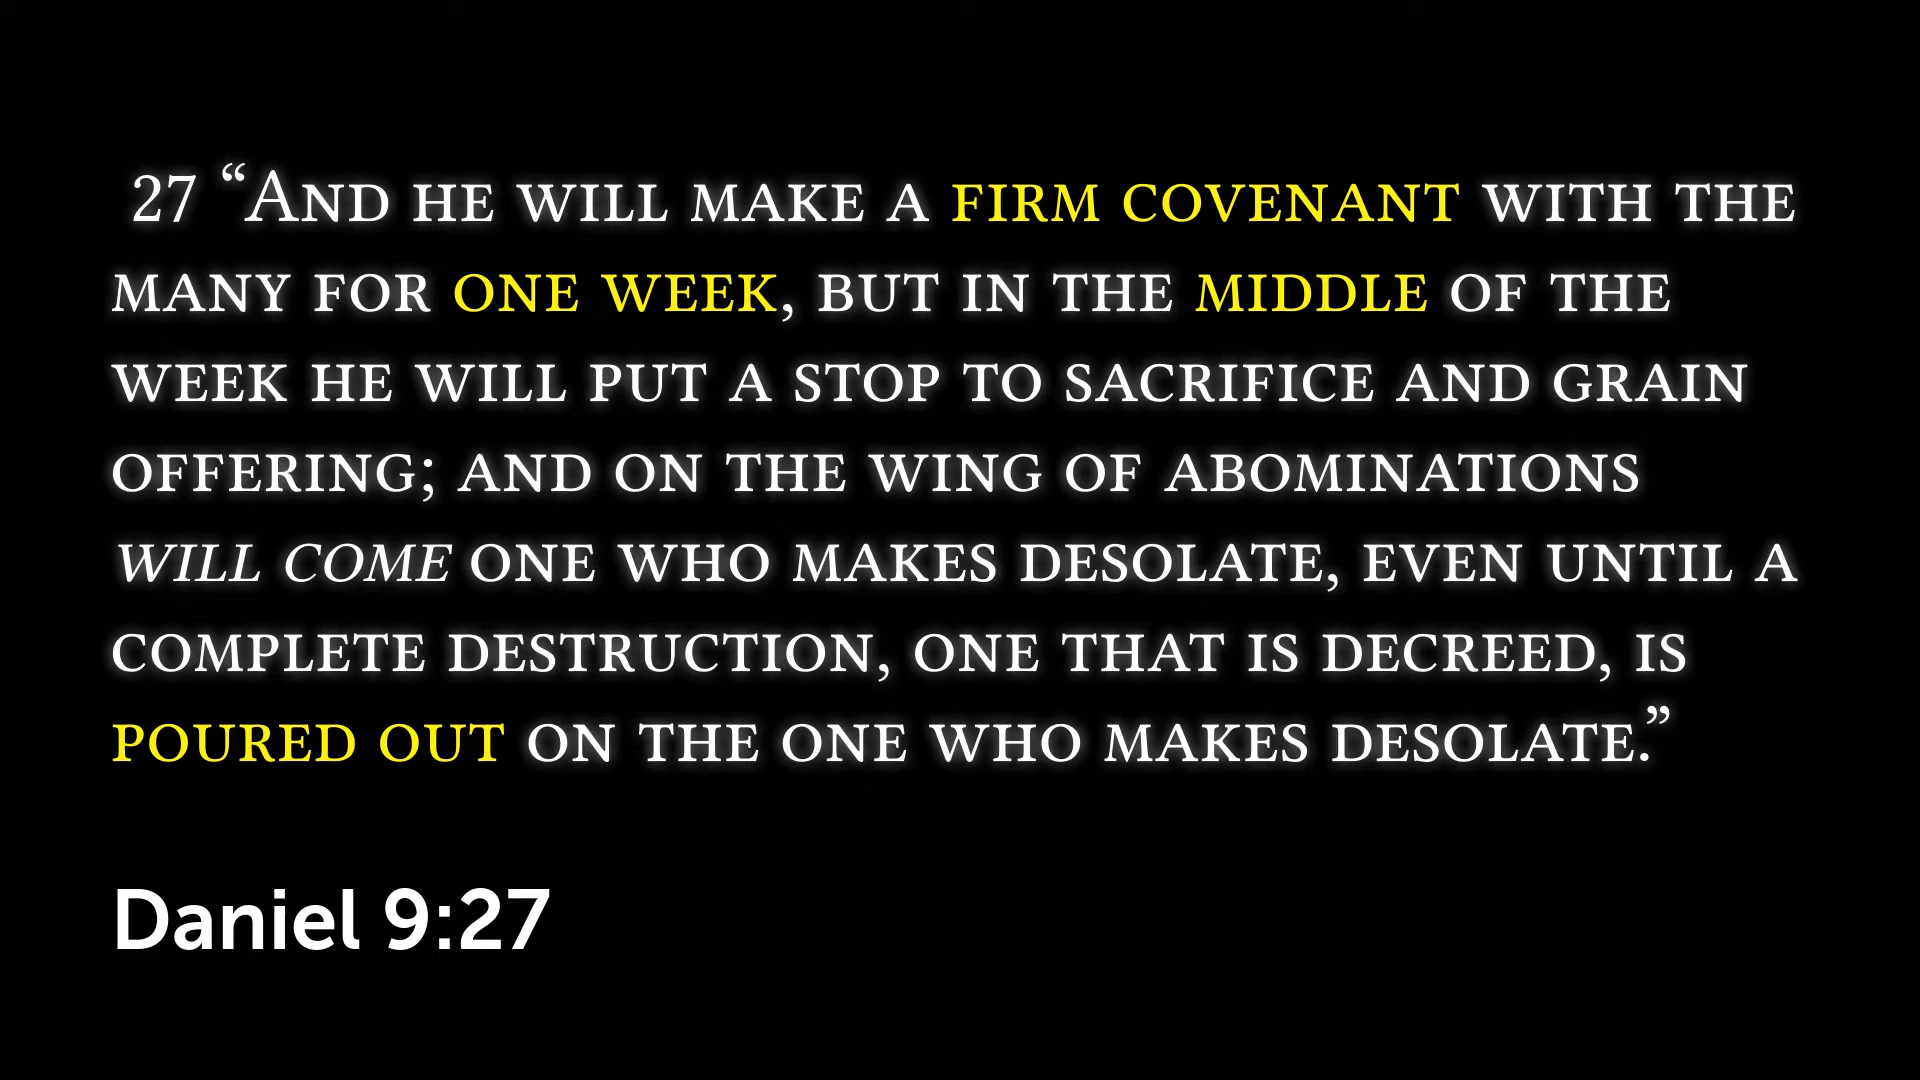 27 “And he will make a firm covenant with the
many for one week, but in the middle of the
week he will put a stop to sacrifice and grain
offering; and on the wing of abominations
will come one who makes desolate, even until a
complete destruction, one that is decreed, is
poured out on the one who makes desolate.”
Daniel 9:27